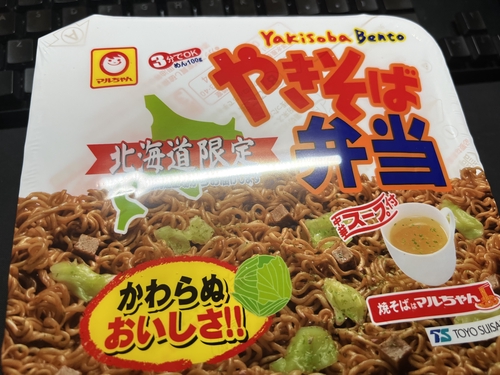 Yakisoba Bento
マルちゃん
3分でOK
めん100g
やきそば
弁当
北海道限定
スープ
かわらぬ
おいしさ!!
焼そばはマルちゃん
TS TOYO SUISA